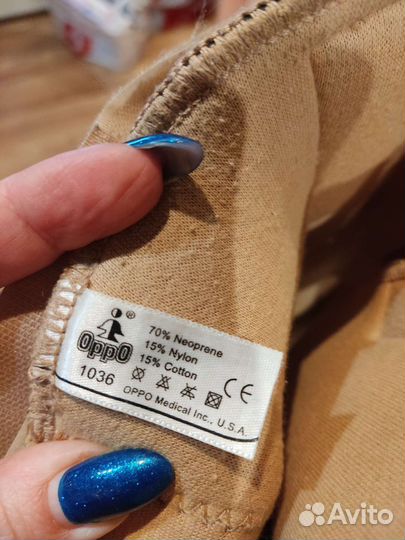 ®
OPPO
1036
70% Neoprene
15% Nylon
15% Cotton
CE
OPPO Medical Inc., U.S.A.
Avito